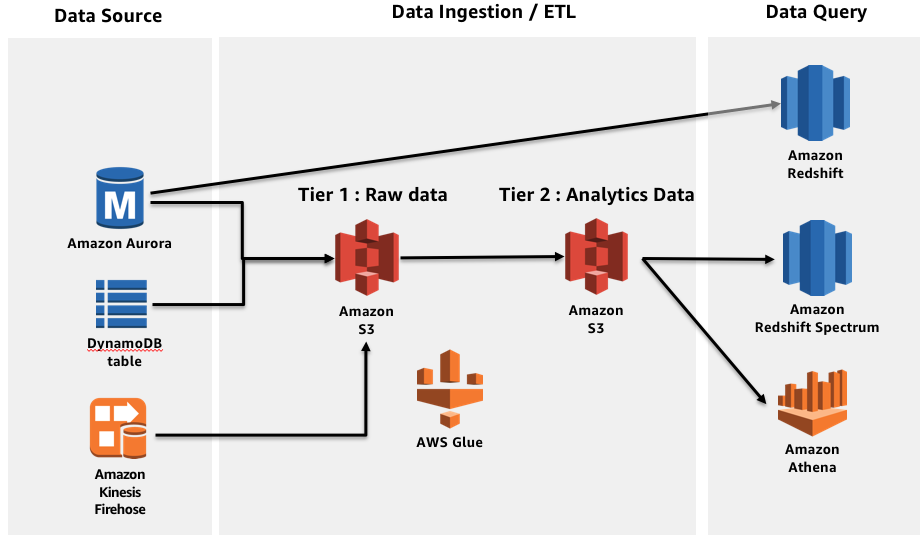 Data Source
Data Ingestion / ETL
Data Query
Amazon
Redshift
Tier 1 : Raw data
Tier 2 : Analytics Data
M
Amazon Aurora
Amazon
S3
Amazon
S3
Amazon
Redshift Spectrum
DynamoDB
table
AWS Glue
Amazon
Athena
Amazon
Kinesis
Firehose